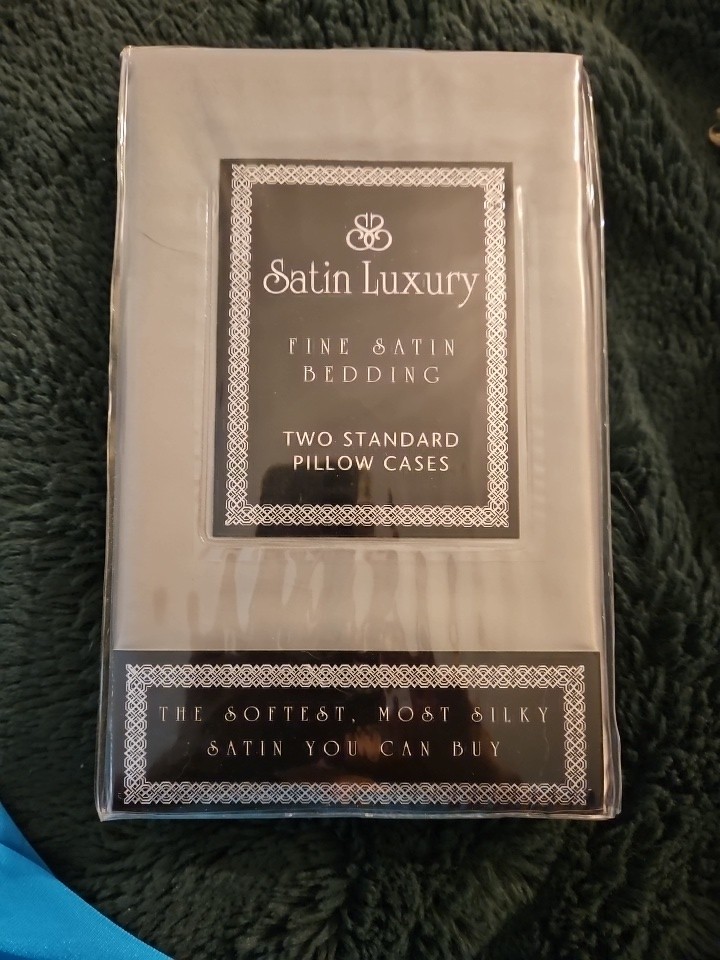 Satin Luxury
FINE SATIN
BEDDING
TWO STANDARD
PILLOW CASES
THE SOFTEST, MOST SILKY
SATIN YOU CAN BUY